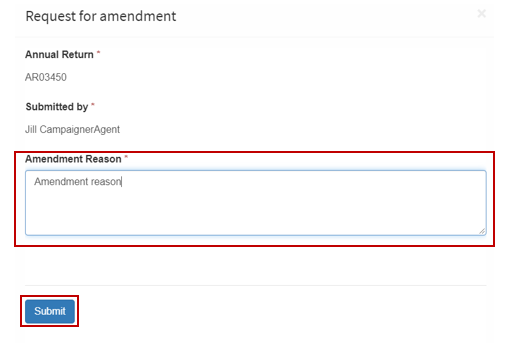 Request for amendment
×
Annual Return *
AR03450
Submitted by *
Jill CampaignerAgent
Amendment Reason *
Amendment reason
Submit